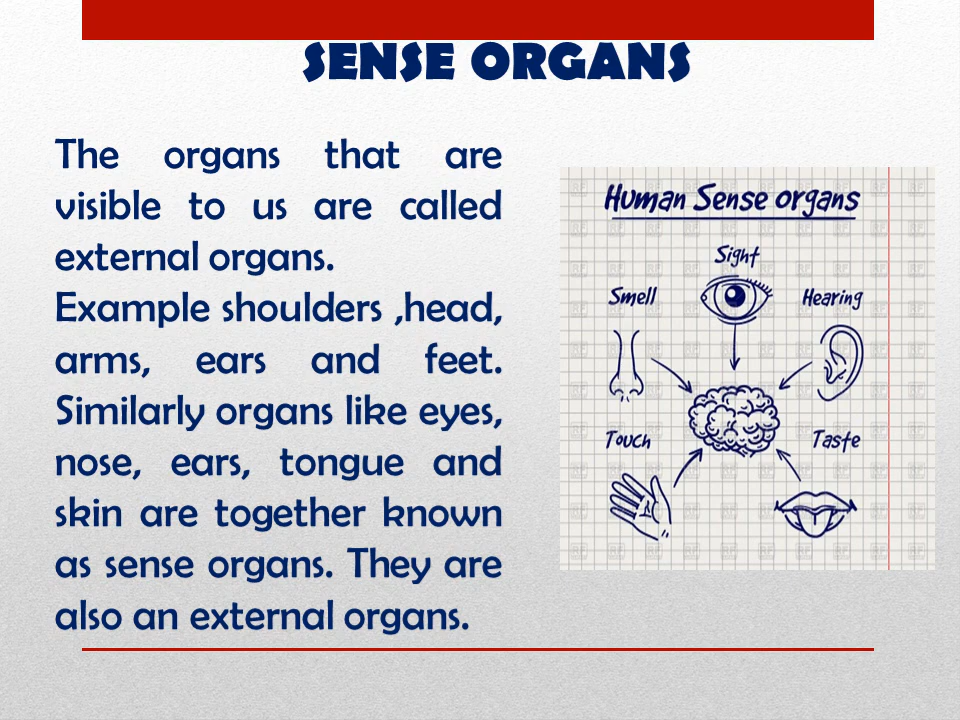 SENSE ORGANS
The organs that are
visible to us are called
external organs.
Example shoulders ,head,
arms, ears and feet.
Similarly organs like eyes,
nose, ears, tongue and
skin are together known
as sense organs. They are
also an external organs.
Human Sense organs
Sight
Smell
Hearing
Touch
Taste